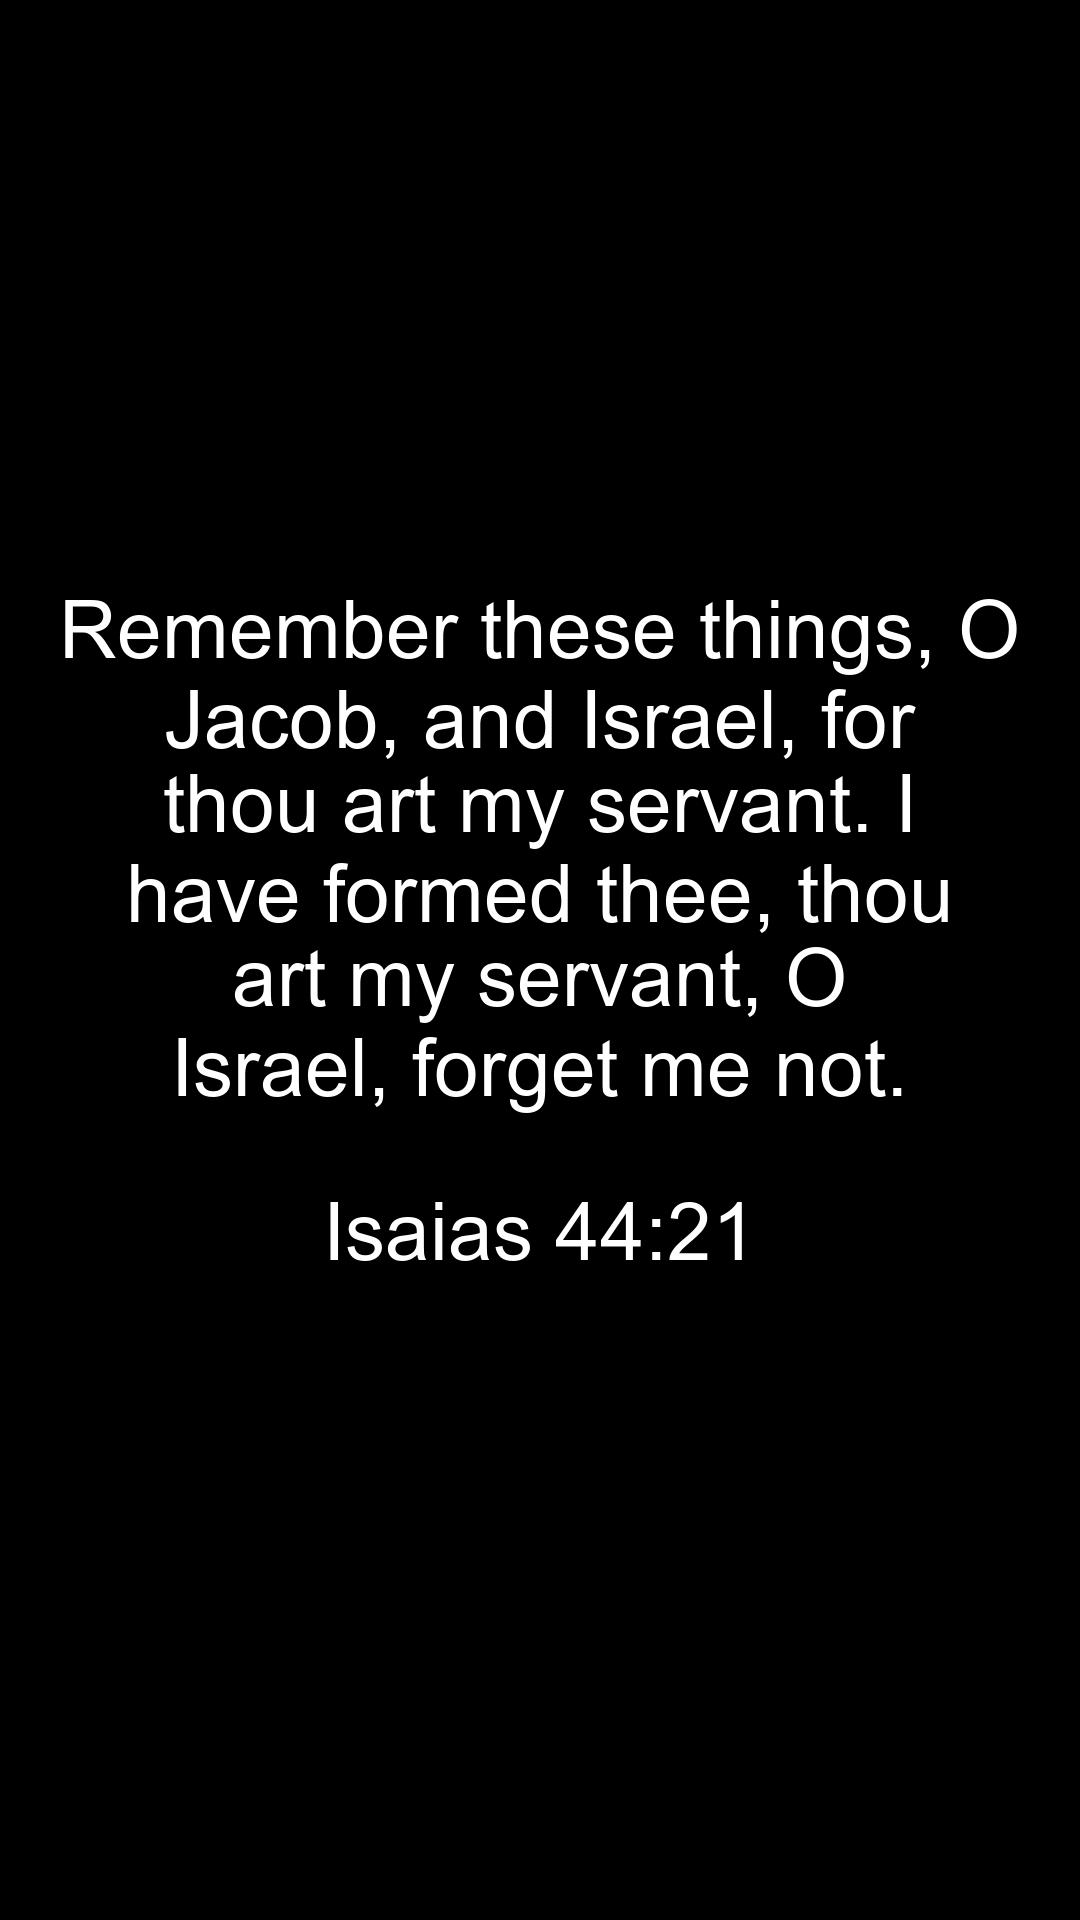 Remember these things, O
Jacob, and Israel, for
thou art my servant. I
have formed thee, thou
art my servant, O
Israel, forget me not.
Isaias 44:21